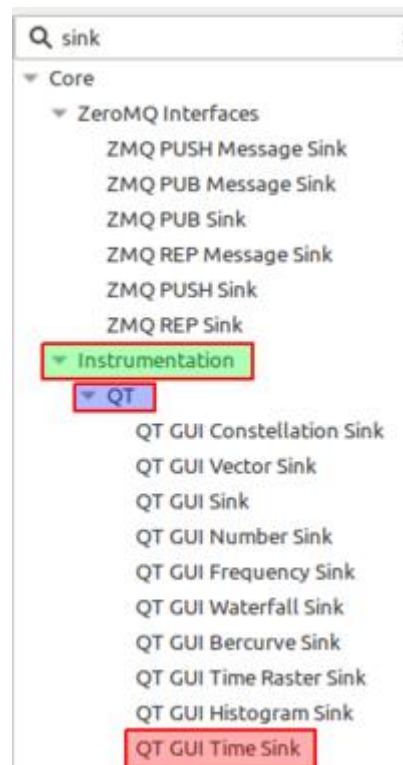 sink
Core
ZeroMQ Interfaces
ZMQ PUSH Message Sink
ZMQ PUB Message Sink
ZMQ PUB Sink
ZMQ REP Message Sink
ZMQ PUSH Sink
ZMQ REP Sink
Instrumentation
QT
QT GUI Constellation Sink
QT GUI Vector Sink
QT GUI Sink
QT GUI Number Sink
QT GUI Frequency Sink
QT GUI Waterfall Sink
QT GUI Bercurve Sink
QT GUI Time Raster Sink
QT GUI Histogram Sink
QT GUI Time Sink